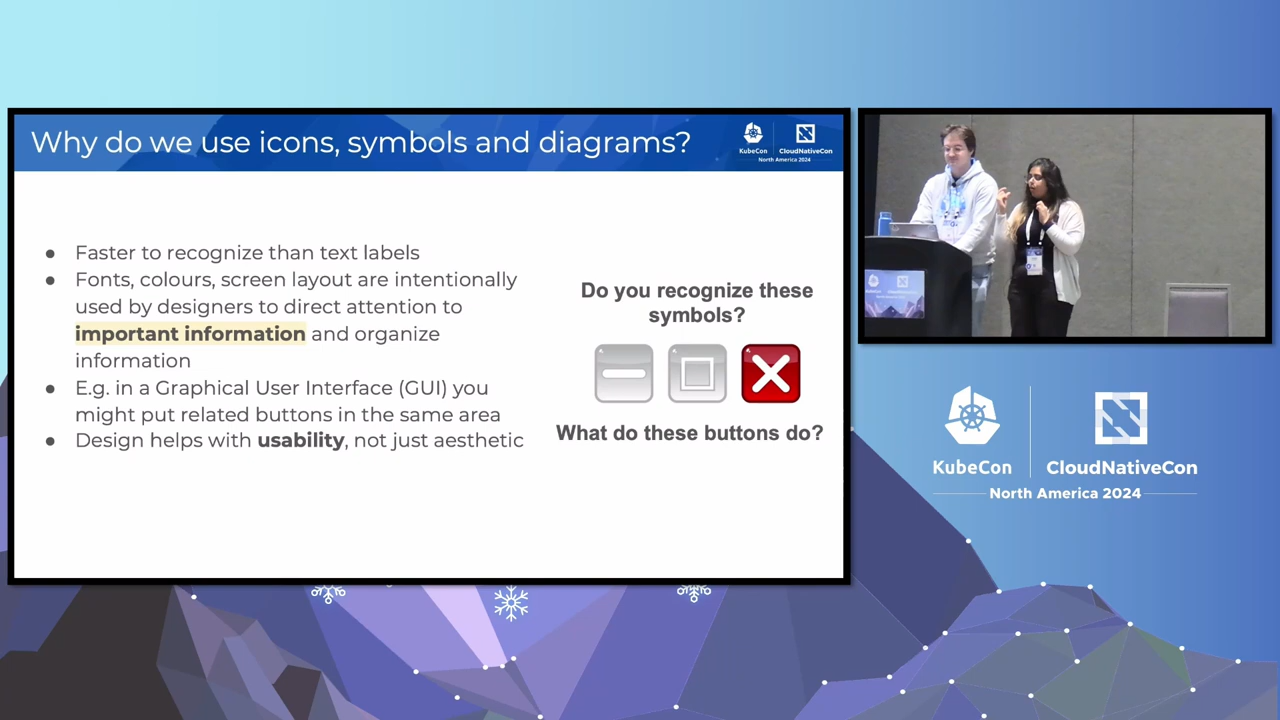 Why do we use icons, symbols and diagrams?
KubeCon
CloudNativeCon
North America 2024
● Faster to recognize than text labels
● Fonts, colours, screen layout are intentionally
used by designers to direct attention to
important information and organize
information
● E.g. in a Graphical User Interface (GUI) you
might put related buttons in the same area
● Design helps with usability, not just aesthetic
Do you recognize these
symbols?
What do these buttons do?
KubeCon
CloudNativeCon
North America 2024